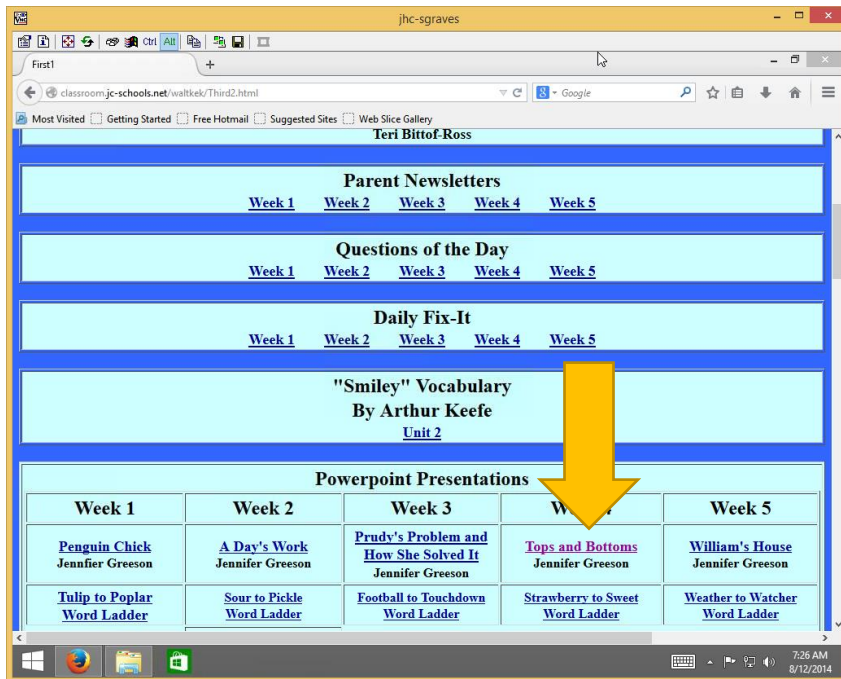 jhc-sgraves
Ctrl Alt
First1
classroom.jc-schools.net/waltkek/Third2.html
Google
Most Visited Getting Started Free Hotmail Suggested Sites Web Slice Gallery
Teri Bittof-Ross
Parent Newsletters
Week 1 Week 2 Week 3 Week 4 Week 5
Questions of the Day
Week 1 Week 2 Week 3 Week 4 Week 5
Daily Fix-It
Week 1 Week 2 Week 3 Week 4 Week 5
"Smiley" Vocabulary
By Arthur Keefe
Unit 2
Powerpoint Presentations
Week 1 Week 2 Week 3 Week 5
Penguin Chick
Jennfier Greeson
A Day's Work
Jennifer Greeson
Prudy's Problem and
How She Solved It
Jennifer Greeson
Tops and Bottoms
Jennifer Greeson
William's House
Jennifer Greeson
Tulip to Poplar
Word Ladder
Sour to Pickle
Word Ladder
Football to Touchdown
Word Ladder
Strawberry to Sweet
Word Ladder
Weather to Watcher
Word Ladder
7:26 AM
8/12/2014